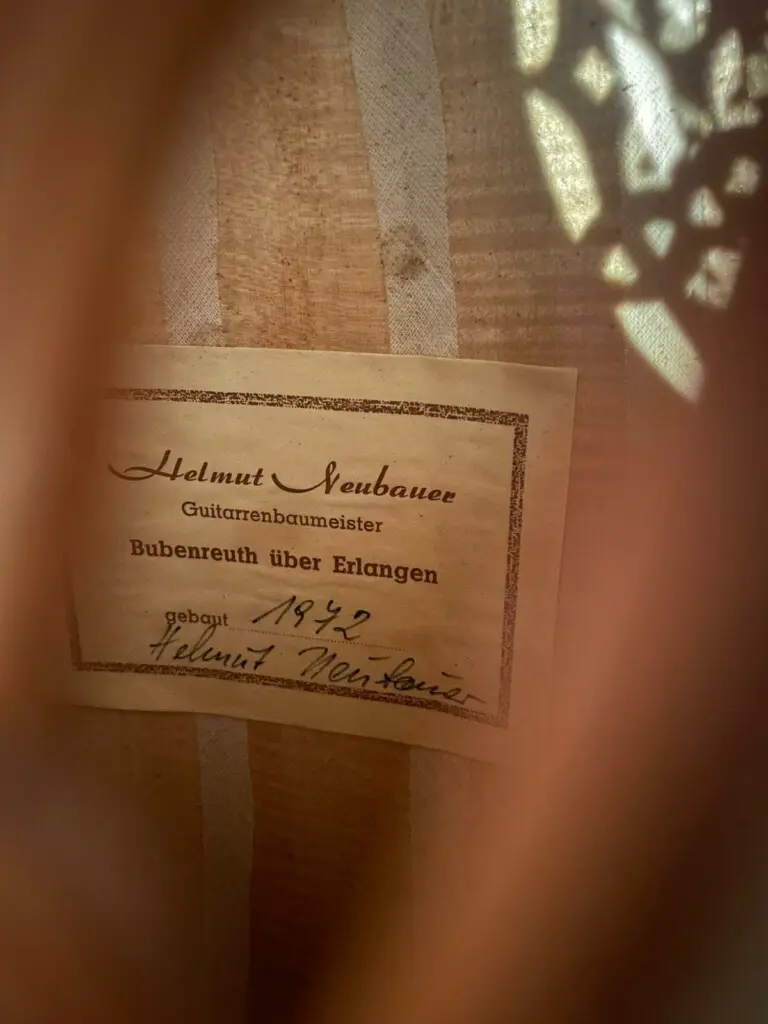 Helmut Neubauer
Guitarrenbaumeister
Bubenreuth über Erlangen
gebaut 1972
Helmut Neubauer